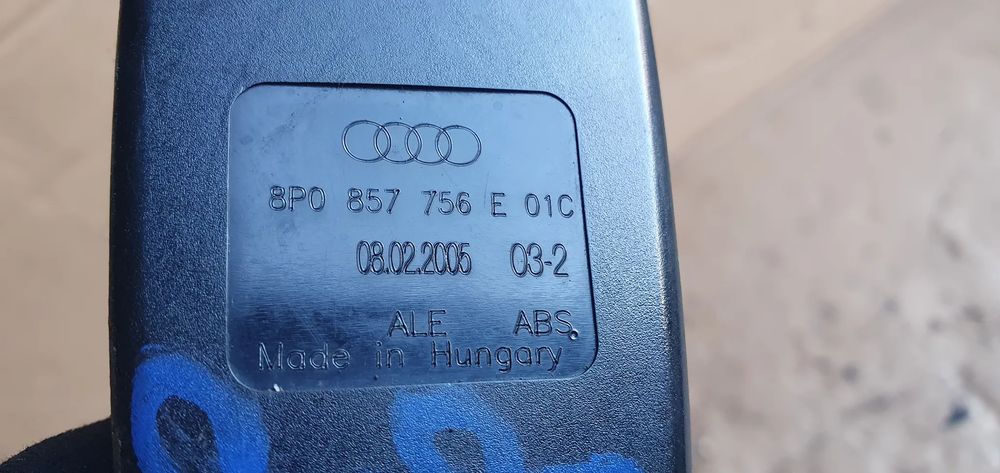 8P0 857 756 E 01C
08.02.2005 03-2
ALE ABS
Made in Hungary